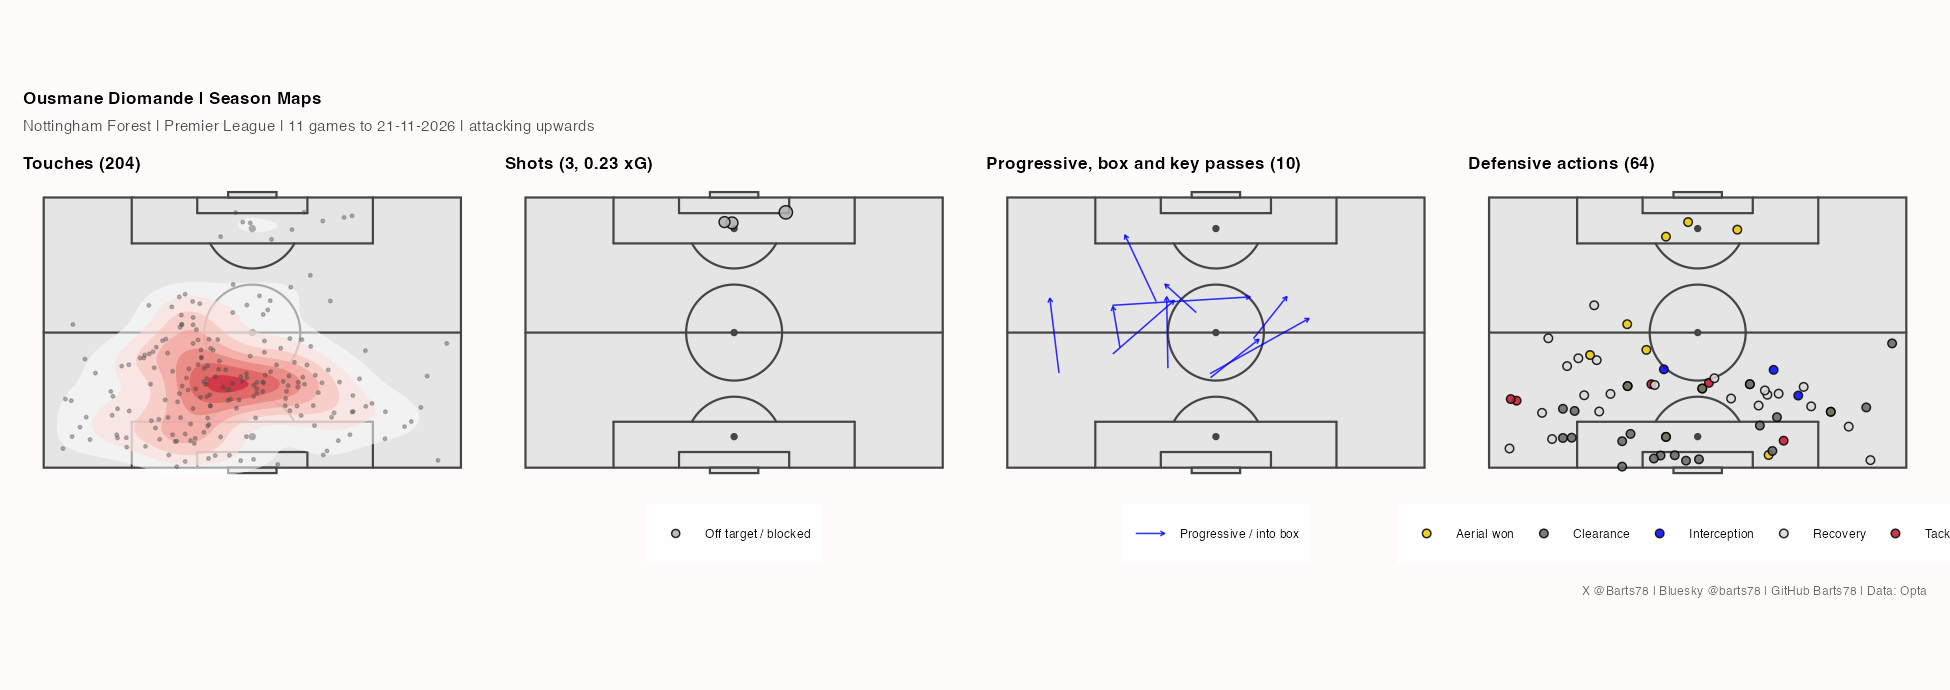 Ousmane Diomande | Season Maps
Nottingham Forest | Premier League | 11 games to 21-11-2026 | attacking upwards
Touches (204)
Shots (3, 0.23 xG)
Progressive, box and key passes (10)
Defensive actions (64)
Off target / blocked
Progressive / into box
Aerial won
Clearance
Interception
Recovery
Tack
X @Barts78 | Bluesky @barts78 | GitHub Barts78 | Data: Opta